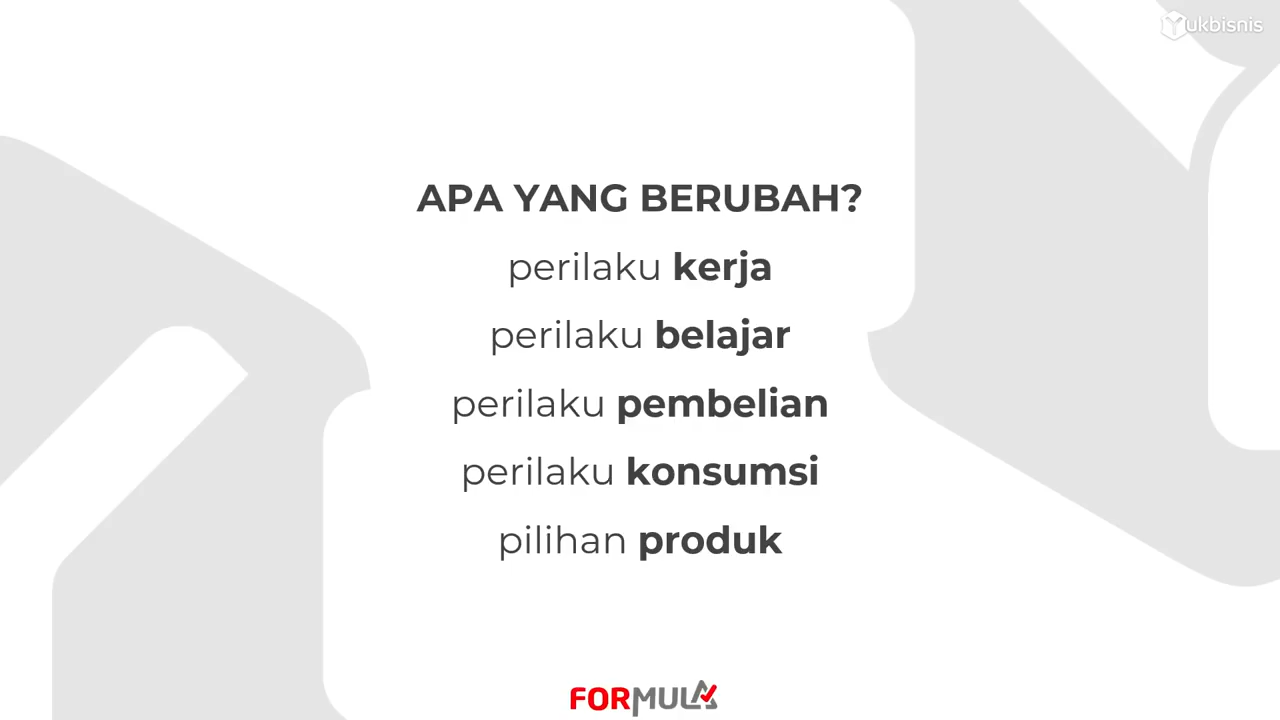 Yukbisnis
APA YANG BERUBAH?
perilaku kerja
perilaku belajar
perilaku pembelian
perilaku konsumsi
pilihan produk
FORMULA